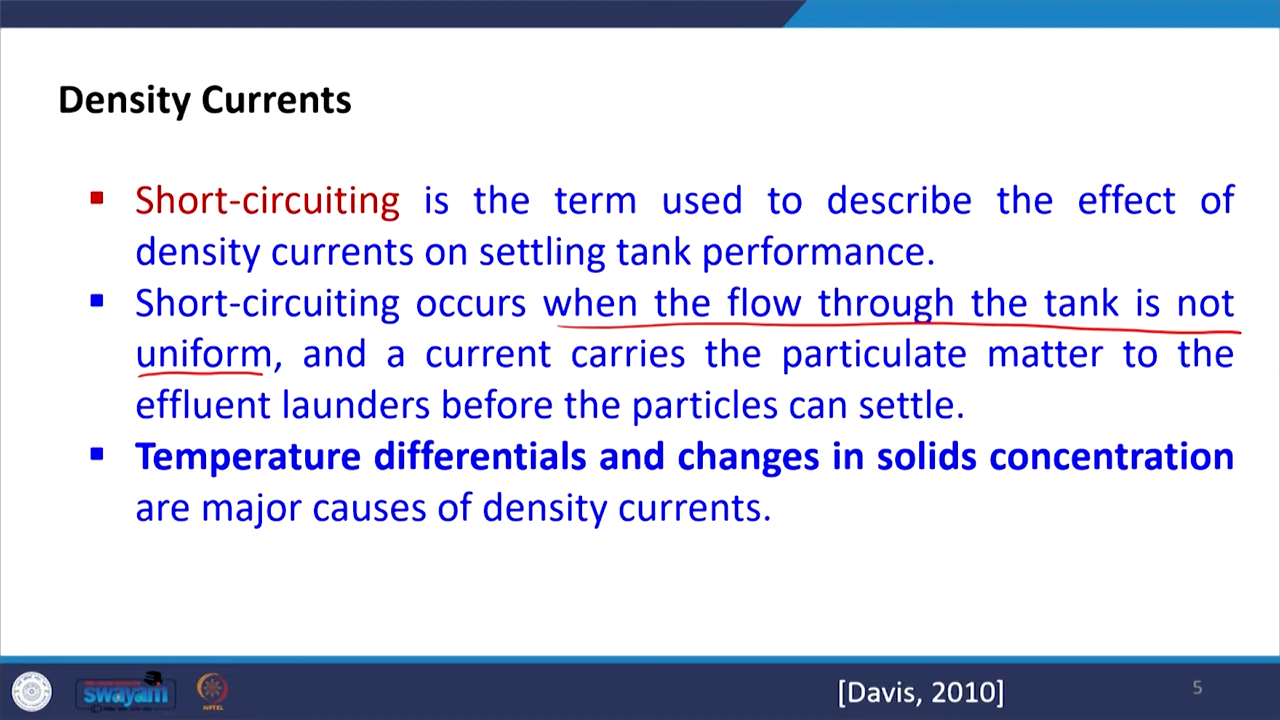 Density Currents
▪ Short-circuiting is the term used to describe the effect of
density currents on settling tank performance.
▪ Short-circuiting occurs when the flow through the tank is not
uniform, and a current carries the particulate matter to the
effluent launders before the particles can settle.
▪ Temperature differentials and changes in solids concentration
are major causes of density currents.
swayam
NPTEL
[Davis, 2010]
5